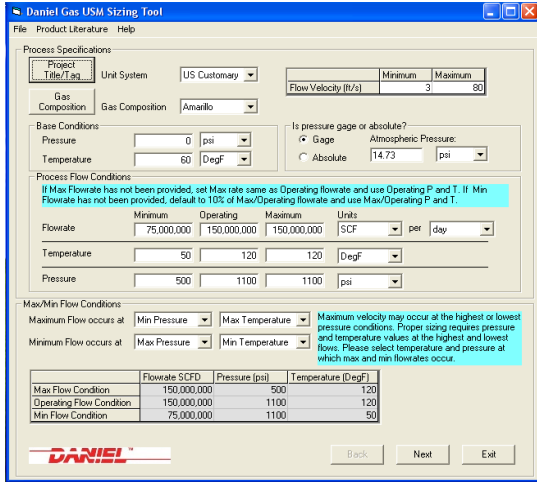 Daniel Gas USM Sizing Tool
File Product Literature Help
Process Specifications
Project Title/Tag
Unit System US Customary
Gas Composition
Gas Composition Amarillo
Minimum Maximum
Flow Velocity (ft/s) 3 80
Base Conditions
Pressure 0 psi
Temperature 60 DegF
Is pressure gage or absolute?
Gage
Absolute
Atmospheric Pressure:
14.73 psi
Process Flow Conditions
If Max Flowrate has not been provided, set Max rate same as Operating flowrate and use Operating P and T. If Min
Flowrate has not been provided, default to 10% of Max/Operating flowrate and use Max/Operating P and T.
Minimum Operating Maximum Units
Flowrate 75,000,000 150,000,000 150,000,000 SCF per day
Temperature 50 120 120 DegF
Pressure 500 1100 1100 psi
Max/Min Flow Conditions
Maximum Flow occurs at Min Pressure Max Temperature
Minimum Flow occurs at Max Pressure Min Temperature
Maximum velocity may occur at the highest or lowest
pressure conditions. Proper sizing requires pressure
and temperature values at the highest and lowest
flows. Please select temperature and pressure at
which max and min flowrates occur.
Flowrate SCFD Pressure (psi) Temperature (DegF)
Max Flow Condition 150,000,000 500 120
Operating Flow Condition 150,000,000 1100 120
Min Flow Condition 75,000,000 1100 50
DANIEL™
Back Next Exit